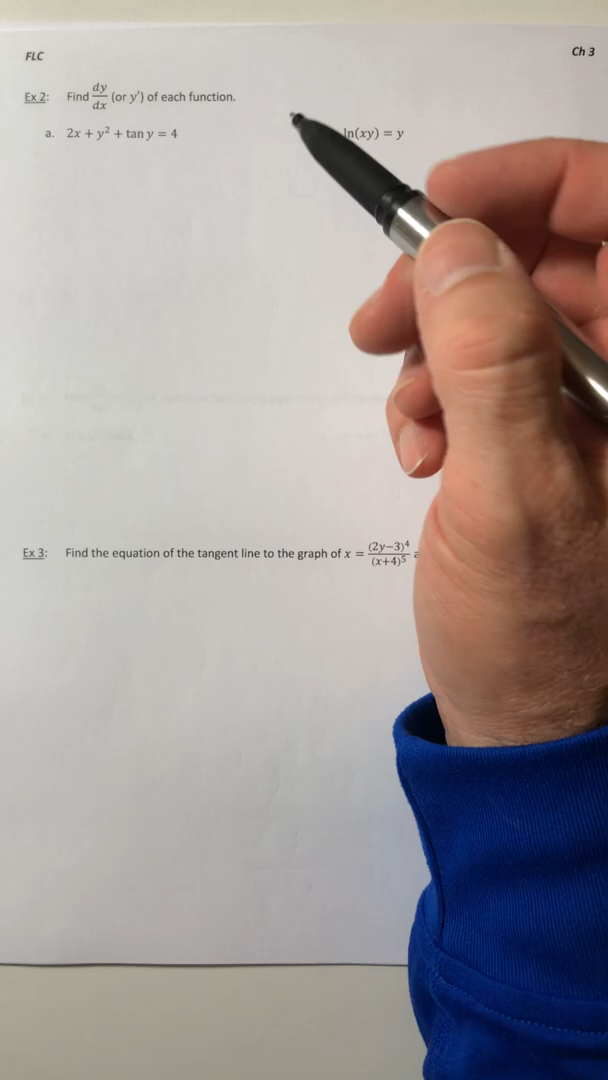 FLC Ch 3
Ex 2: Find dy/dx (or y′) of each function.
a. 2x + y² + tan y = 4 ln(xy) = y
Ex 3: Find the equation of the tangent line to the graph of x = (2y−3)⁴/(x+4)⁵